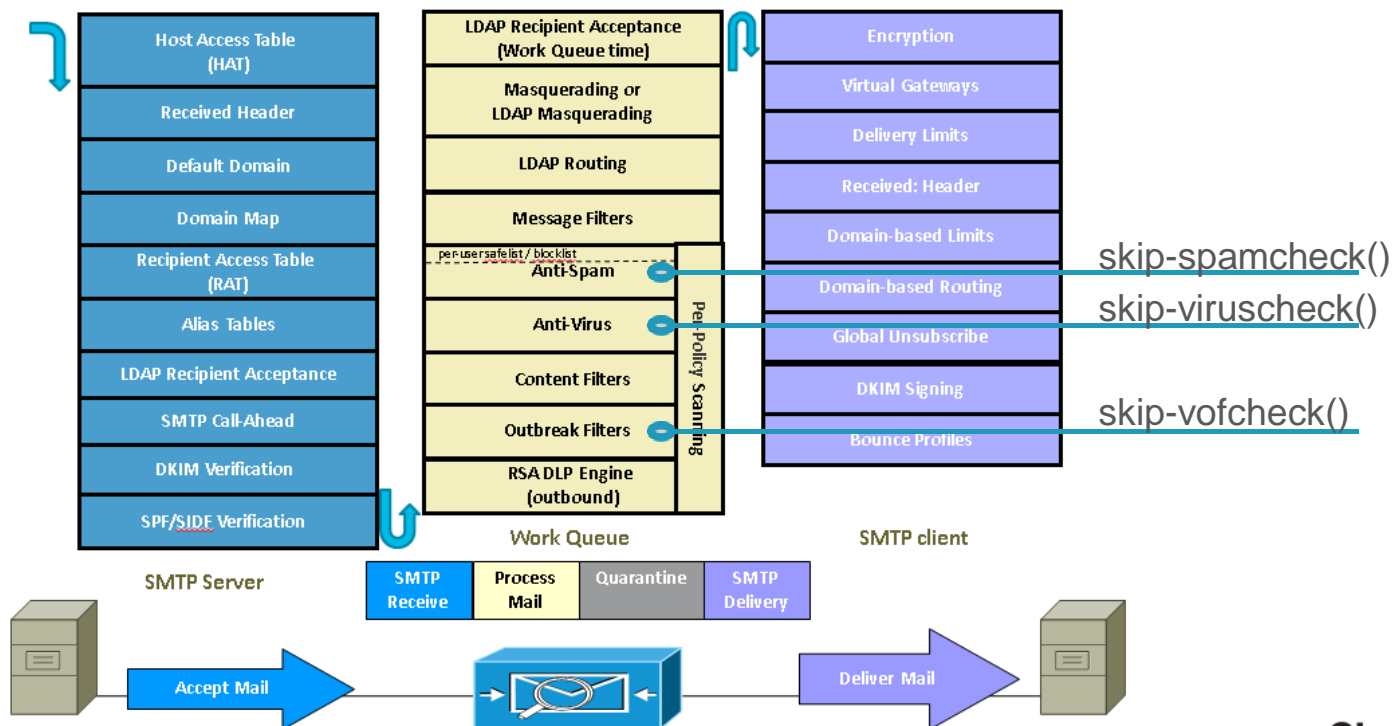 Host Access Table
(HAT)
Received Header
Default Domain
Domain Map
Recipient Access Table
(RAT)
Alias Tables
LDAP Recipient Acceptance
SMTP Call-Ahead
DKIM Verification
SPF/SIDF Verification
SMTP Server
LDAP Recipient Acceptance
(Work Queue time)
Masquerading or
LDAP Masquerading
LDAP Routing
Message Filters
per-user safelist / blocklist
Anti-Spam
Anti-Virus
Content Filters
Outbreak Filters
RSA DLP Engine
(outbound)
Per-Policy Scanning
Work Queue
Encryption
Virtual Gateways
Delivery Limits
Received: Header
Domain-based Limits
Domain-based Routing
Global Unsubscribe
DKIM Signing
Bounce Profiles
SMTP client
skip-spamcheck()
skip-viruscheck()
skip-vofcheck()
SMTP
Receive
Process
Mail
Quarantine
SMTP
Delivery
Accept Mail
Deliver Mail